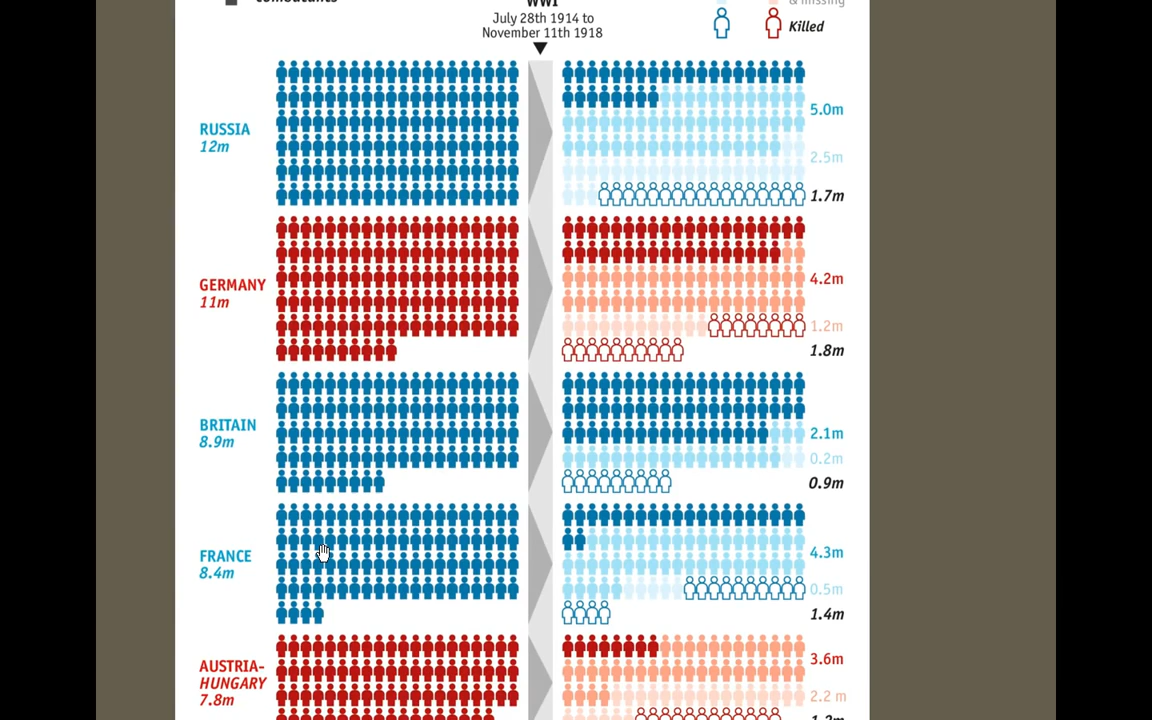 Combatants
WWI
& missing
July 28th 1914 to
November 11th 1918
Killed
RUSSIA
12m
5.0m
2.5m
1.7m
GERMANY
11m
4.2m
1.2m
1.8m
BRITAIN
8.9m
2.1m
0.2m
0.9m
FRANCE
8.4m
4.3m
0.5m
1.4m
AUSTRIA-
HUNGARY
7.8m
3.6m
2.2 m